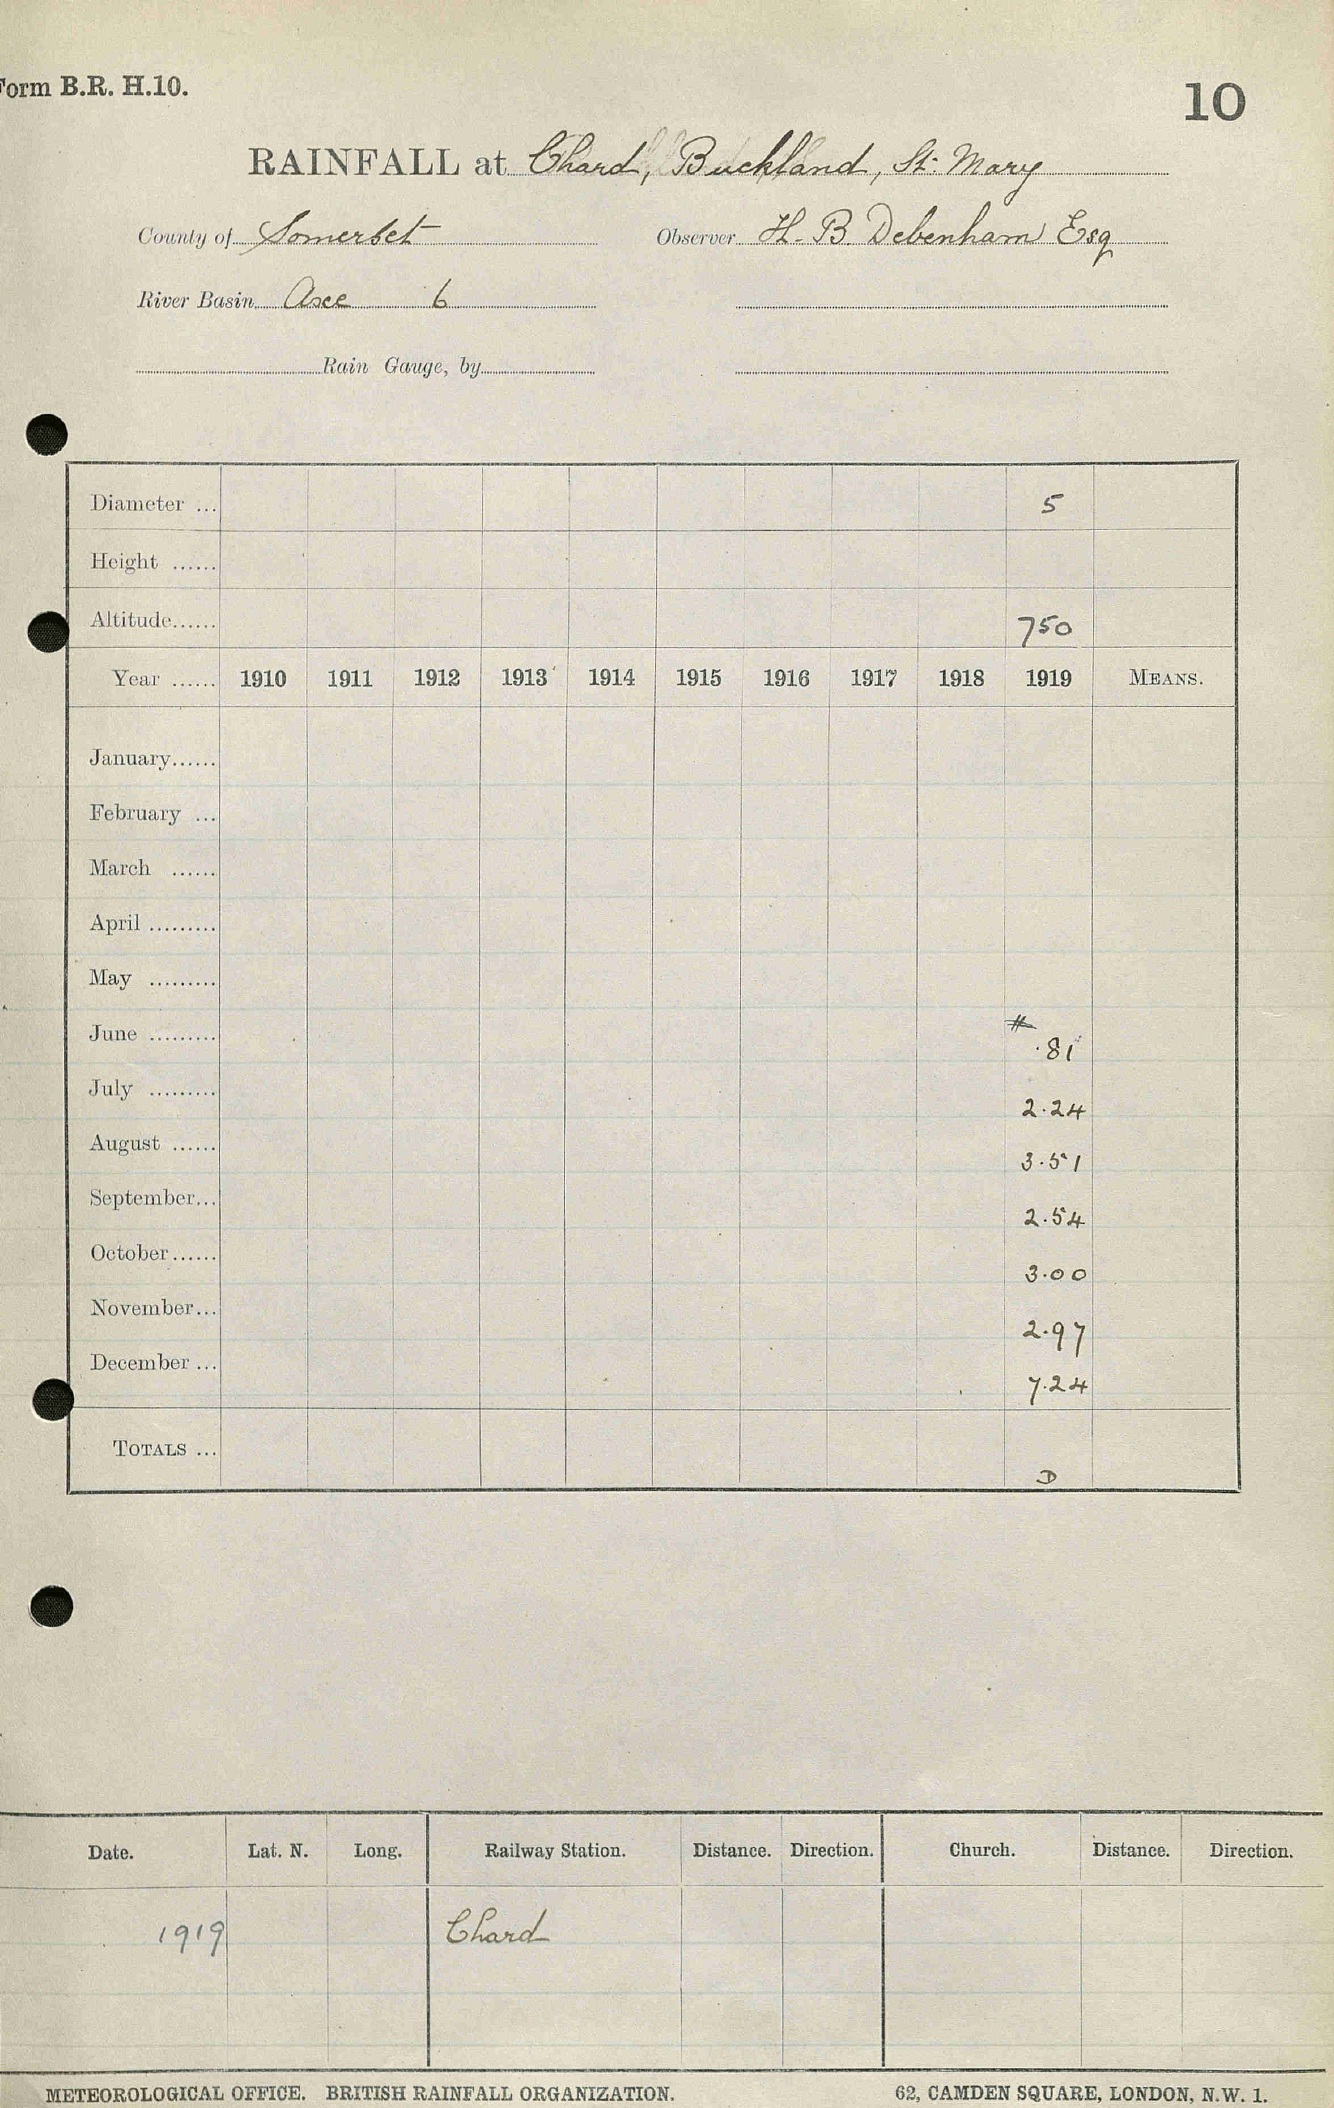 Form B.R. H.10.
10
RAINFALL at Chard, Buckland, St. Mary
County of Somerset Observer H. B. Debenham Esq
River Basin Axe 6
Rain Gauge, by
Diameter ... 5
Height ......
Altitude...... 750
Year ...... 1910 1911 1912 1913 1914 1915 1916 1917 1918 1919 MEANS.
January......
February ...
March ......
April .........
May .........
June ......... # .81
July ......... 2.24
August ...... 3.51
September... 2.54
October...... 3.00
November... 2.97
December ... 7.24
TOTALS ... D
Date. Lat. N. Long. Railway Station. Distance. Direction. Church. Distance. Direction.
1919 Chard
METEOROLOGICAL OFFICE. BRITISH RAINFALL ORGANIZATION. 62, CAMDEN SQUARE, LONDON, N.W. 1.